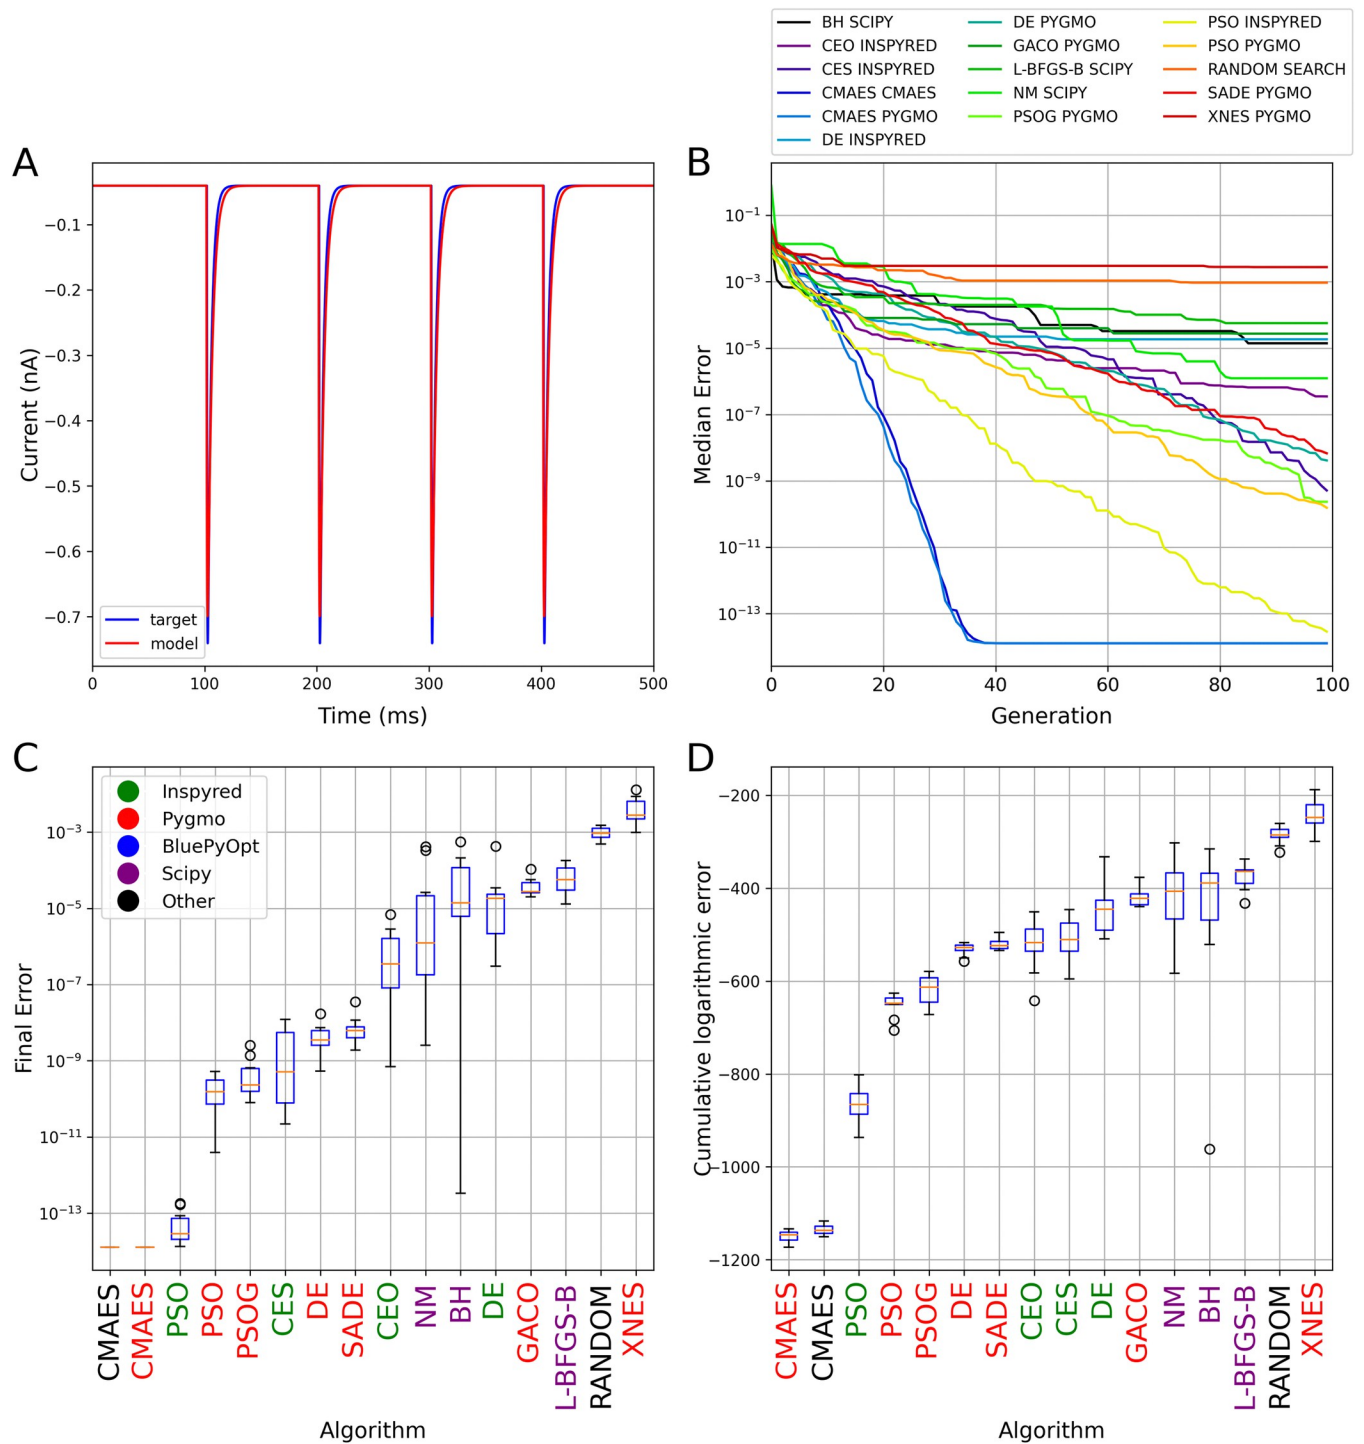 BH SCIPY
CEO INSPYRED
CES INSPYRED
CMAES CMAES
CMAES PYGMO
DE INSPYRED
DE PYGMO
GACO PYGMO
L-BFGS-B SCIPY
NM SCIPY
PSOG PYGMO
PSO INSPYRED
PSO PYGMO
RANDOM SEARCH
SADE PYGMO
XNES PYGMO
A
Current (nA)
−0.1
−0.2
−0.3
−0.4
−0.5
−0.6
−0.7
target
model
0 100 200 300 400 500
Time (ms)
B
Median Error
10⁻¹
10⁻³
10⁻⁵
10⁻⁷
10⁻⁹
10⁻¹¹
10⁻¹³
0 20 40 60 80 100
Generation
C
Final Error
10⁻³
10⁻⁵
10⁻⁷
10⁻⁹
10⁻¹¹
10⁻¹³
Inspyred
Pygmo
BluePyOpt
Scipy
Other
CMAES
CMAES
PSO
PSO
PSOG
CES
DE
SADE
CEO
NM
BH
DE
GACO
L-BFGS-B
RANDOM
XNES
Algorithm
D
Cumulative logarithmic error
−200
−400
−600
−800
−1000
−1200
CMAES
CMAES
PSO
PSO
PSOG
DE
SADE
CEO
CES
DE
GACO
NM
BH
L-BFGS-B
RANDOM
XNES
Algorithm